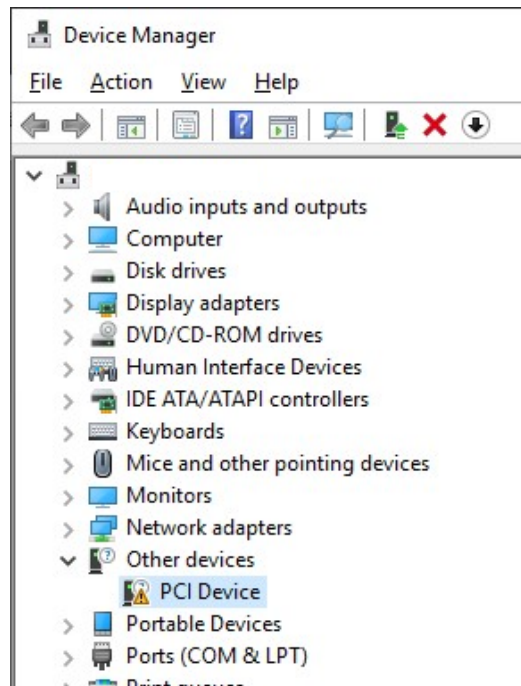 Device Manager
File Action View Help
Audio inputs and outputs
Computer
Disk drives
Display adapters
DVD/CD-ROM drives
Human Interface Devices
IDE ATA/ATAPI controllers
Keyboards
Mice and other pointing devices
Monitors
Network adapters
Other devices
PCI Device
Portable Devices
Ports (COM & LPT)
Print queues